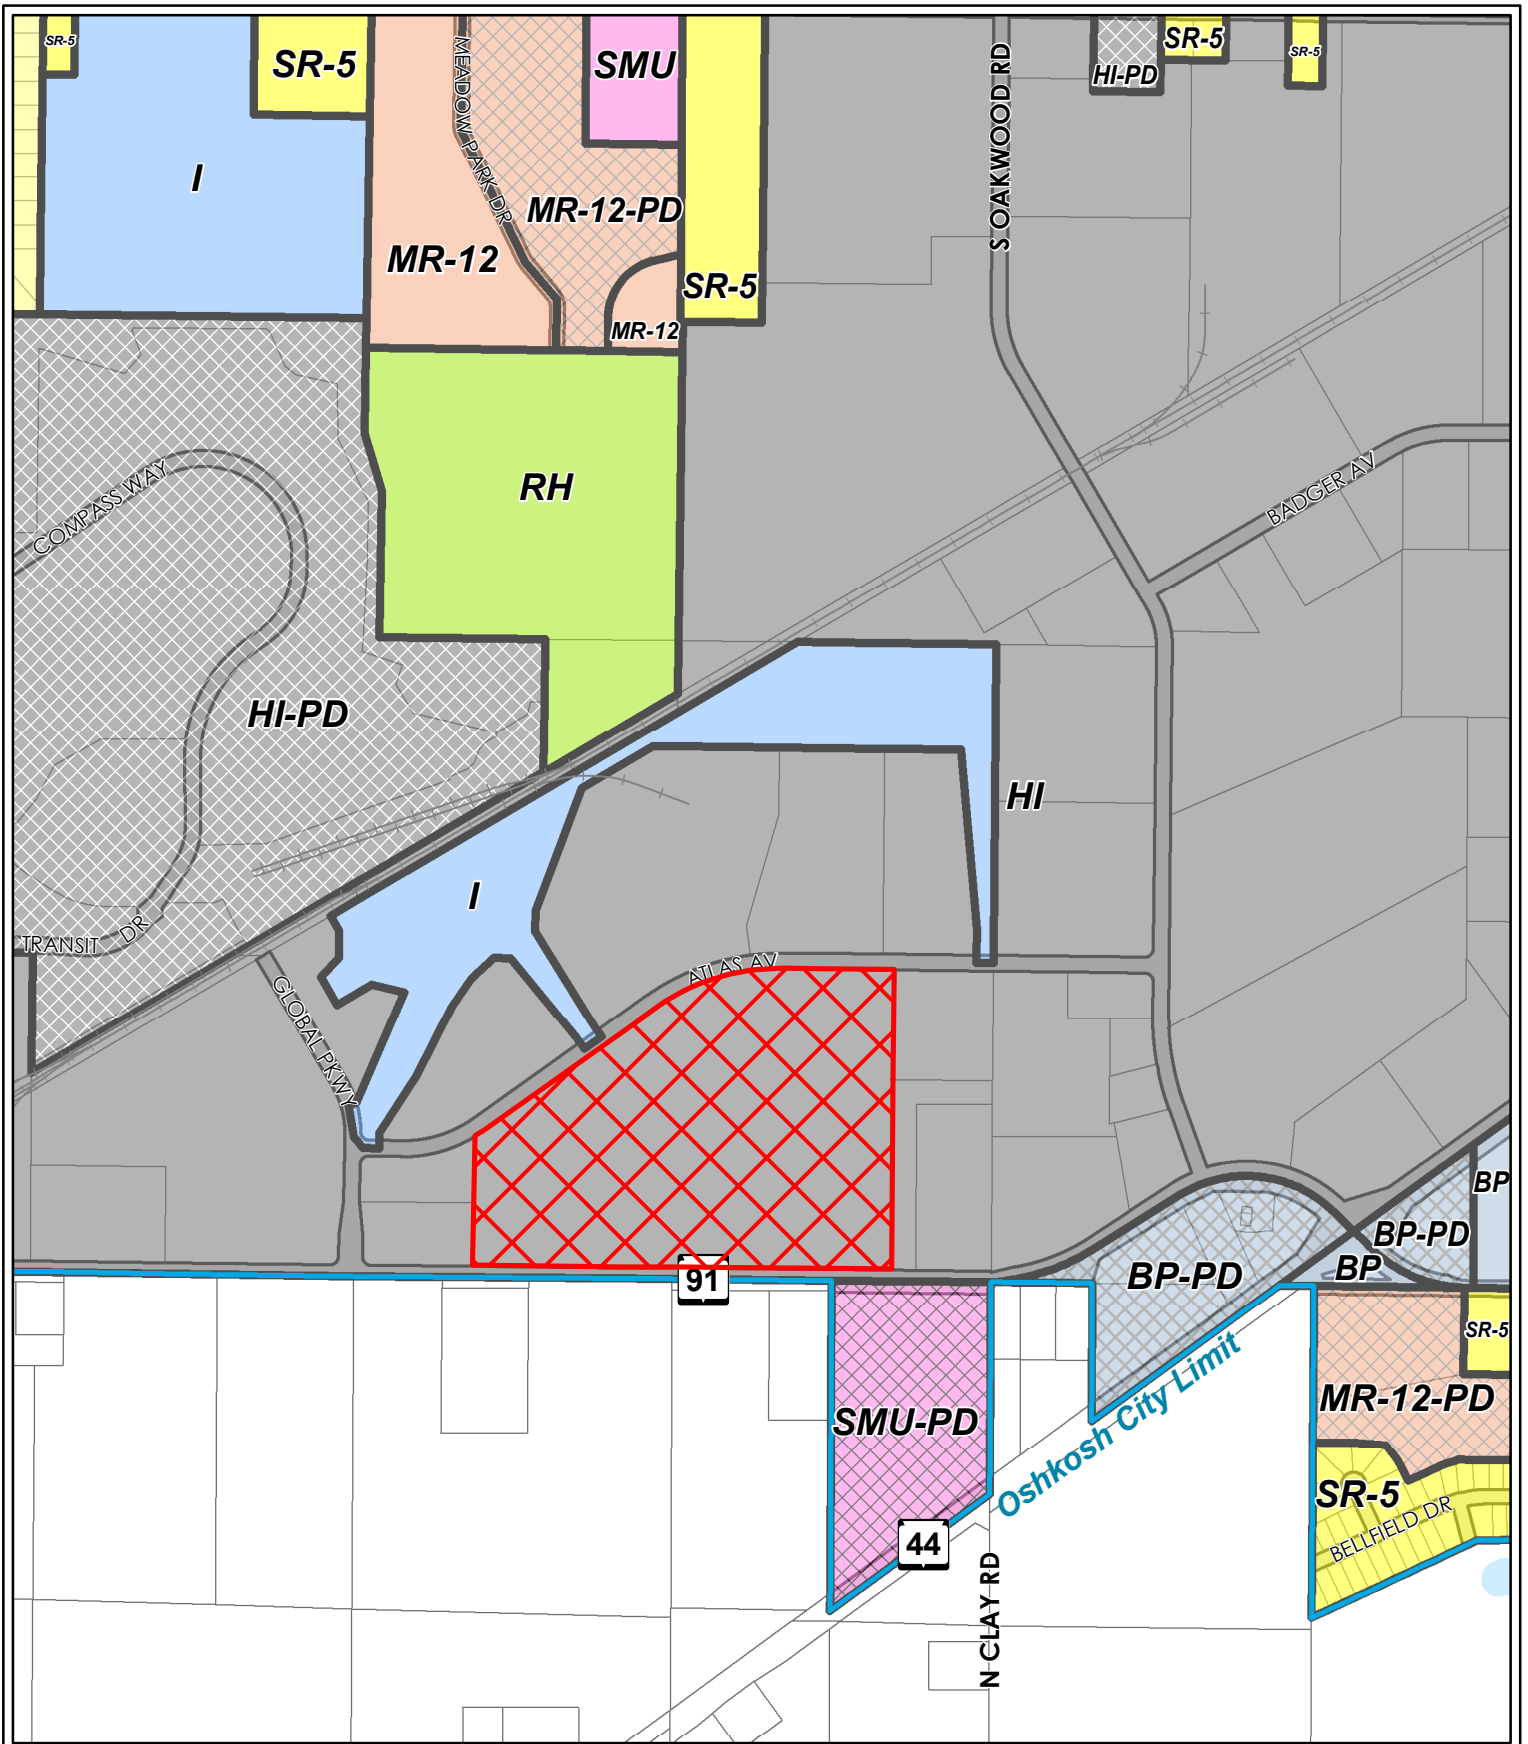 SR-5
SR-5
SMU
SR-5
HI-PD
SR-5
MEADOW PARK DR
S OAKWOOD RD
I
MR-12-PD
MR-12
SR-5
MR-12
RH
COMPASS WAY
BADGER AV
HI-PD
HI
I
TRANSIT DR
ATLAS AV
GLOBAL PKWY
BP
BP-PD
BP
BP-PD
91
SR-5
MR-12-PD
SMU-PD
Oshkosh City Limit
SR-5
BELLFIELD DR
44
N CLAY RD